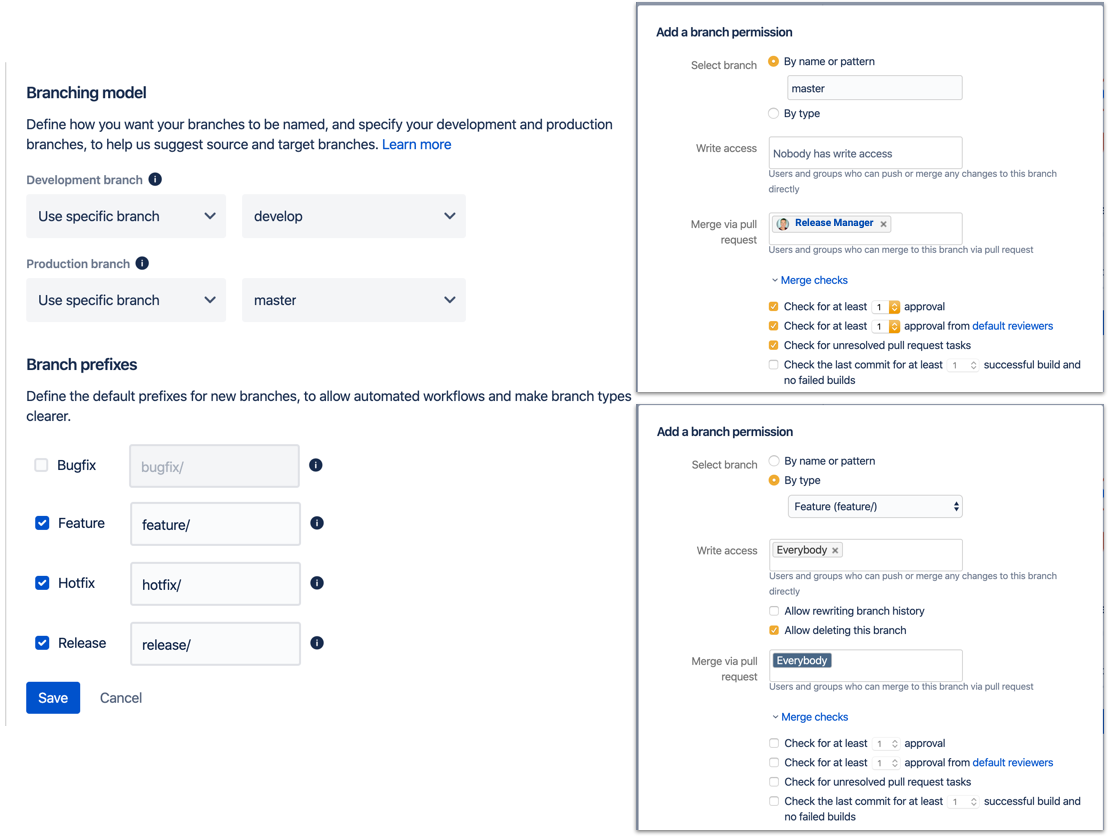 Branching model
Define how you want your branches to be named, and specify your development and production
branches, to help us suggest source and target branches. Learn more
Development branch i
Use specific branch
develop
Production branch i
Use specific branch
master
Branch prefixes
Define the default prefixes for new branches, to allow automated workflows and make branch types
clearer.
Bugfix
bugfix/
i
Feature
feature/
i
Hotfix
hotfix/
i
Release
release/
i
Save
Cancel
Add a branch permission
Select branch
By name or pattern
master
By type
Write access
Nobody has write access
Users and groups who can push or merge any changes to this branch
directly
Merge via pull
request
Release Manager ×
Users and groups who can merge to this branch via pull request
Merge checks
Check for at least 1 approval
Check for at least 1 approval from default reviewers
Check for unresolved pull request tasks
Check the last commit for at least 1 successful build and
no failed builds
Add a branch permission
Select branch
By name or pattern
By type
Feature (feature/)
Write access
Everybody ×
Users and groups who can push or merge any changes to this branch
directly
Allow rewriting branch history
Allow deleting this branch
Merge via pull
request
Everybody
Users and groups who can merge to this branch via pull request
Merge checks
Check for at least 1 approval
Check for at least 1 approval from default reviewers
Check for unresolved pull request tasks
Check the last commit for at least 1 successful build and
no failed builds